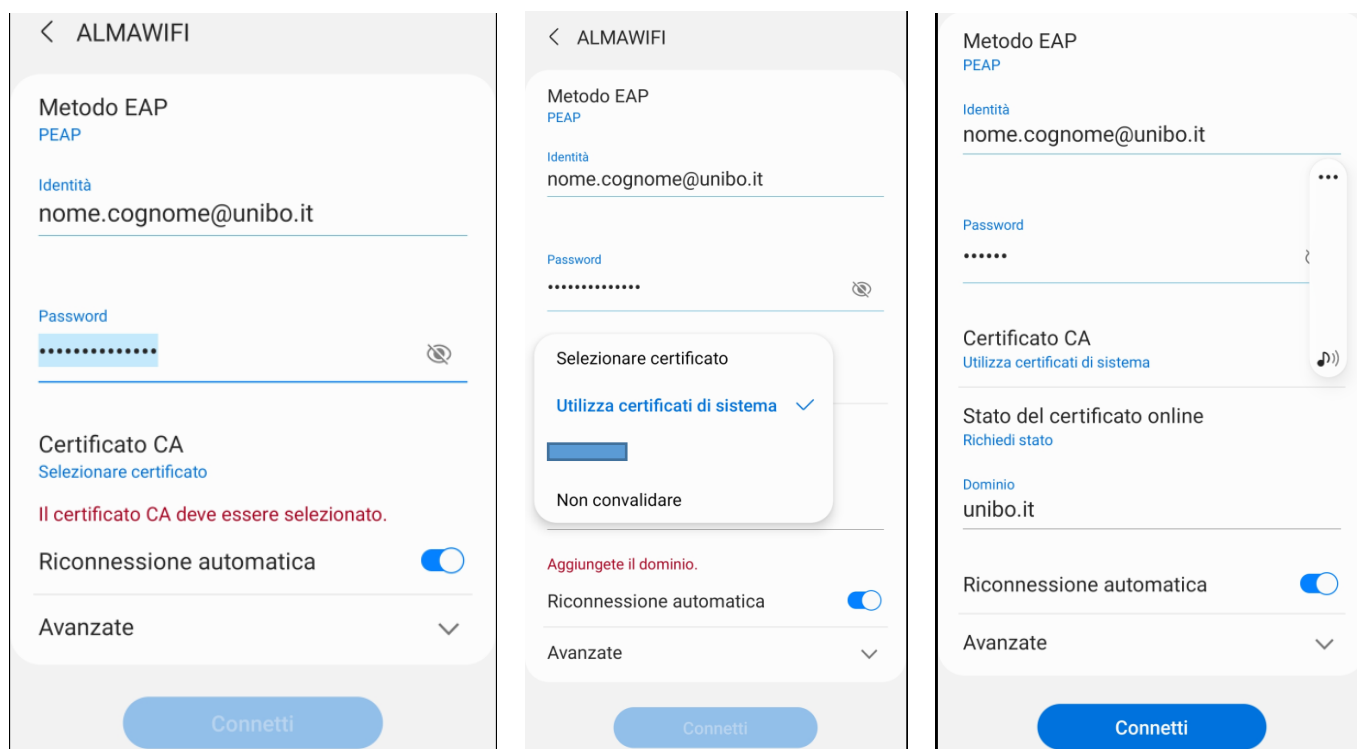 ALMAWIFI
Metodo EAP
PEAP
Identità
nome.cognome@unibo.it
Password
••••••••••••••
Certificato CA
Selezionare certificato
Il certificato CA deve essere selezionato.
Riconnessione automatica
Avanzate
Connetti
ALMAWIFI
Metodo EAP
PEAP
Identità
nome.cognome@unibo.it
Password
••••••••••••••
Selezionare certificato
Utilizza certificati di sistema
Non convalidare
Aggiungete il dominio.
Riconnessione automatica
Avanzate
Connetti
Metodo EAP
PEAP
Identità
nome.cognome@unibo.it
Password
••••••
Certificato CA
Utilizza certificati di sistema
Stato del certificato online
Richiedi stato
Dominio
unibo.it
Riconnessione automatica
Avanzate
Connetti